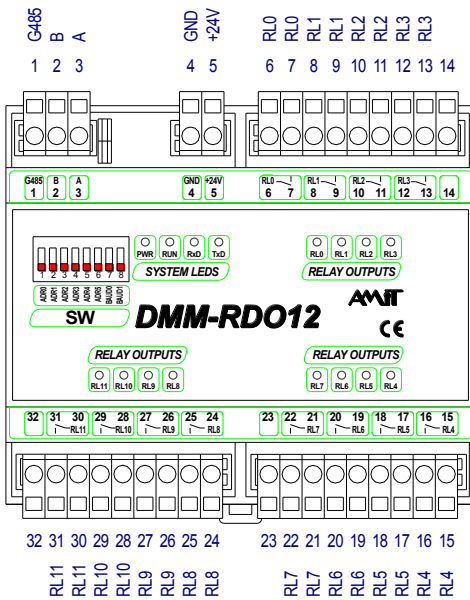 G485 B A GND +24V RL0 RL0 RL1 RL1 RL2 RL2 RL3 RL3
1 2 3 4 5 6 7 8 9 10 11 12 13 14
G485 B A GND +24V RL0 RL1 RL2 RL3
1 2 3 4 5 6 7 8 9 10 11 12 13 14
1 2 3 4 5 6 7 8
ADR0 ADR1 ADR2 ADR3 ADR4 ADR5 BAUD0 BAUD1
SW
PWR RUN RxD TxD
SYSTEM LEDS
RL0 RL1 RL2 RL3
RELAY OUTPUTS
AMiT
CE
DMM-RDO12
RELAY OUTPUTS
RL11 RL10 RL9 RL8
RELAY OUTPUTS
RL7 RL6 RL5 RL4
32 31 30 29 28 27 26 25 24 23 22 21 20 19 18 17 16 15
RL11 RL10 RL9 RL8 RL7 RL6 RL5 RL4
32 31 30 29 28 27 26 25 24 23 22 21 20 19 18 17 16 15
RL11 RL11 RL10 RL10 RL9 RL9 RL8 RL8 RL7 RL7 RL6 RL6 RL5 RL5 RL4 RL4